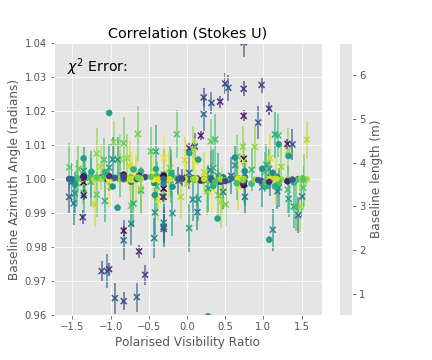 Correlation (Stokes U)
χ² Error:
Baseline Azimuth Angle (radians)
1.04
1.03
1.02
1.01
1.00
0.99
0.98
0.97
0.96
−1.5 −1.0 −0.5 0.0 0.5 1.0 1.5
Polarised Visibility Ratio
6
5
4
3
2
1
Baseline length (m)